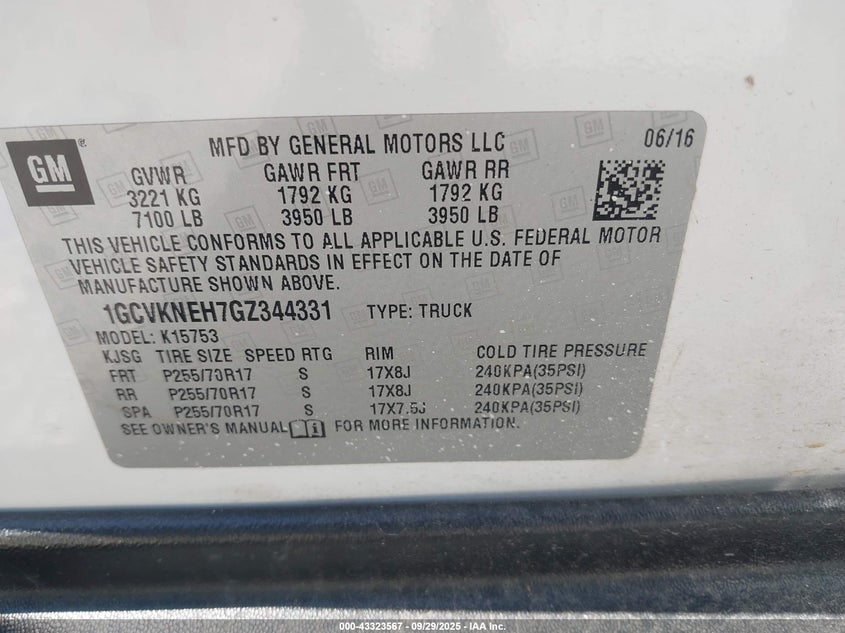 GM
MFD BY GENERAL MOTORS LLC 06/16
GVWR GAWR FRT GAWR RR
3221 KG 1792 KG 1792 KG
7100 LB 3950 LB 3950 LB
THIS VEHICLE CONFORMS TO ALL APPLICABLE U.S. FEDERAL MOTOR
VEHICLE SAFETY STANDARDS IN EFFECT ON THE DATE OF
MANUFACTURE SHOWN ABOVE.
1GCVKNEH7GZ344331 TYPE: TRUCK
MODEL: K15753
KJSG TIRE SIZE SPEED RTG RIM COLD TIRE PRESSURE
FRT P255/70R17 S 17X8J 240KPA(35PSI)
RR P255/70R17 S 17X8J 240KPA(35PSI)
SPA P255/70R17 S 17X7.5J 240KPA(35PSI)
SEE OWNER'S MANUAL FOR MORE INFORMATION.
000-43323567 - 09/29/2025 - IAA Inc.